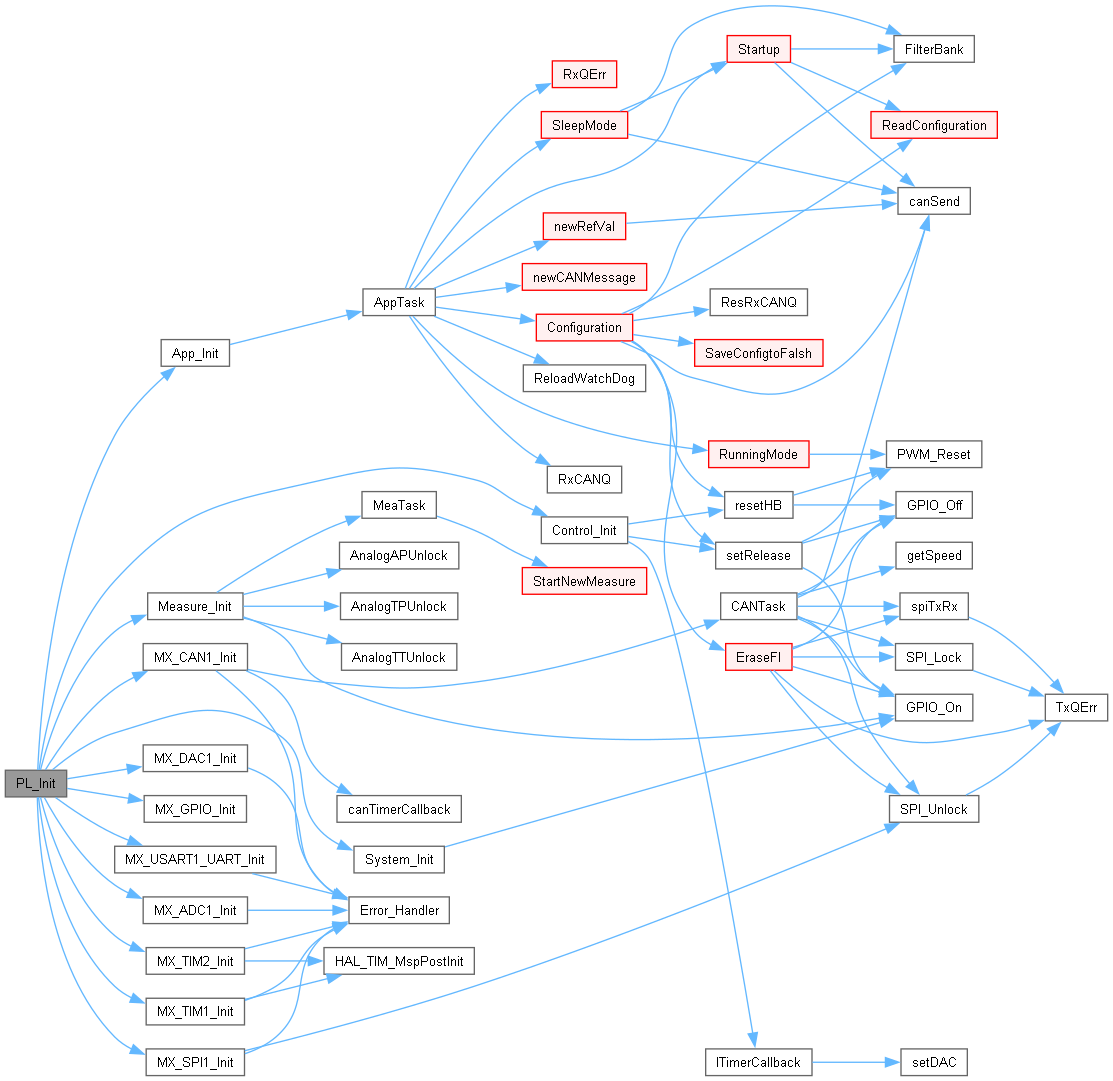 PL_Init
App_Init
Measure_Init
MX_CAN1_Init
MX_DAC1_Init
MX_GPIO_Init
MX_USART1_UART_Init
MX_ADC1_Init
MX_TIM2_Init
MX_TIM1_Init
MX_SPI1_Init
AppTask
MeaTask
AnalogAPUnlock
AnalogTPUnlock
AnalogTTUnlock
canTimerCallback
System_Init
Error_Handler
HAL_TIM_MspPostInit
RxQErr
SleepMode
newRefVal
newCANMessage
Configuration
ReloadWatchDog
RxCANQ
Control_Init
StartNewMeasure
Startup
ResRxCANQ
SaveConfigtoFalsh
RunningMode
resetHB
setRelease
CANTask
EraseFl
ITimerCallback
FilterBank
ReadConfiguration
canSend
PWM_Reset
GPIO_Off
getSpeed
spiTxRx
SPI_Lock
GPIO_On
SPI_Unlock
setDAC
TxQErr